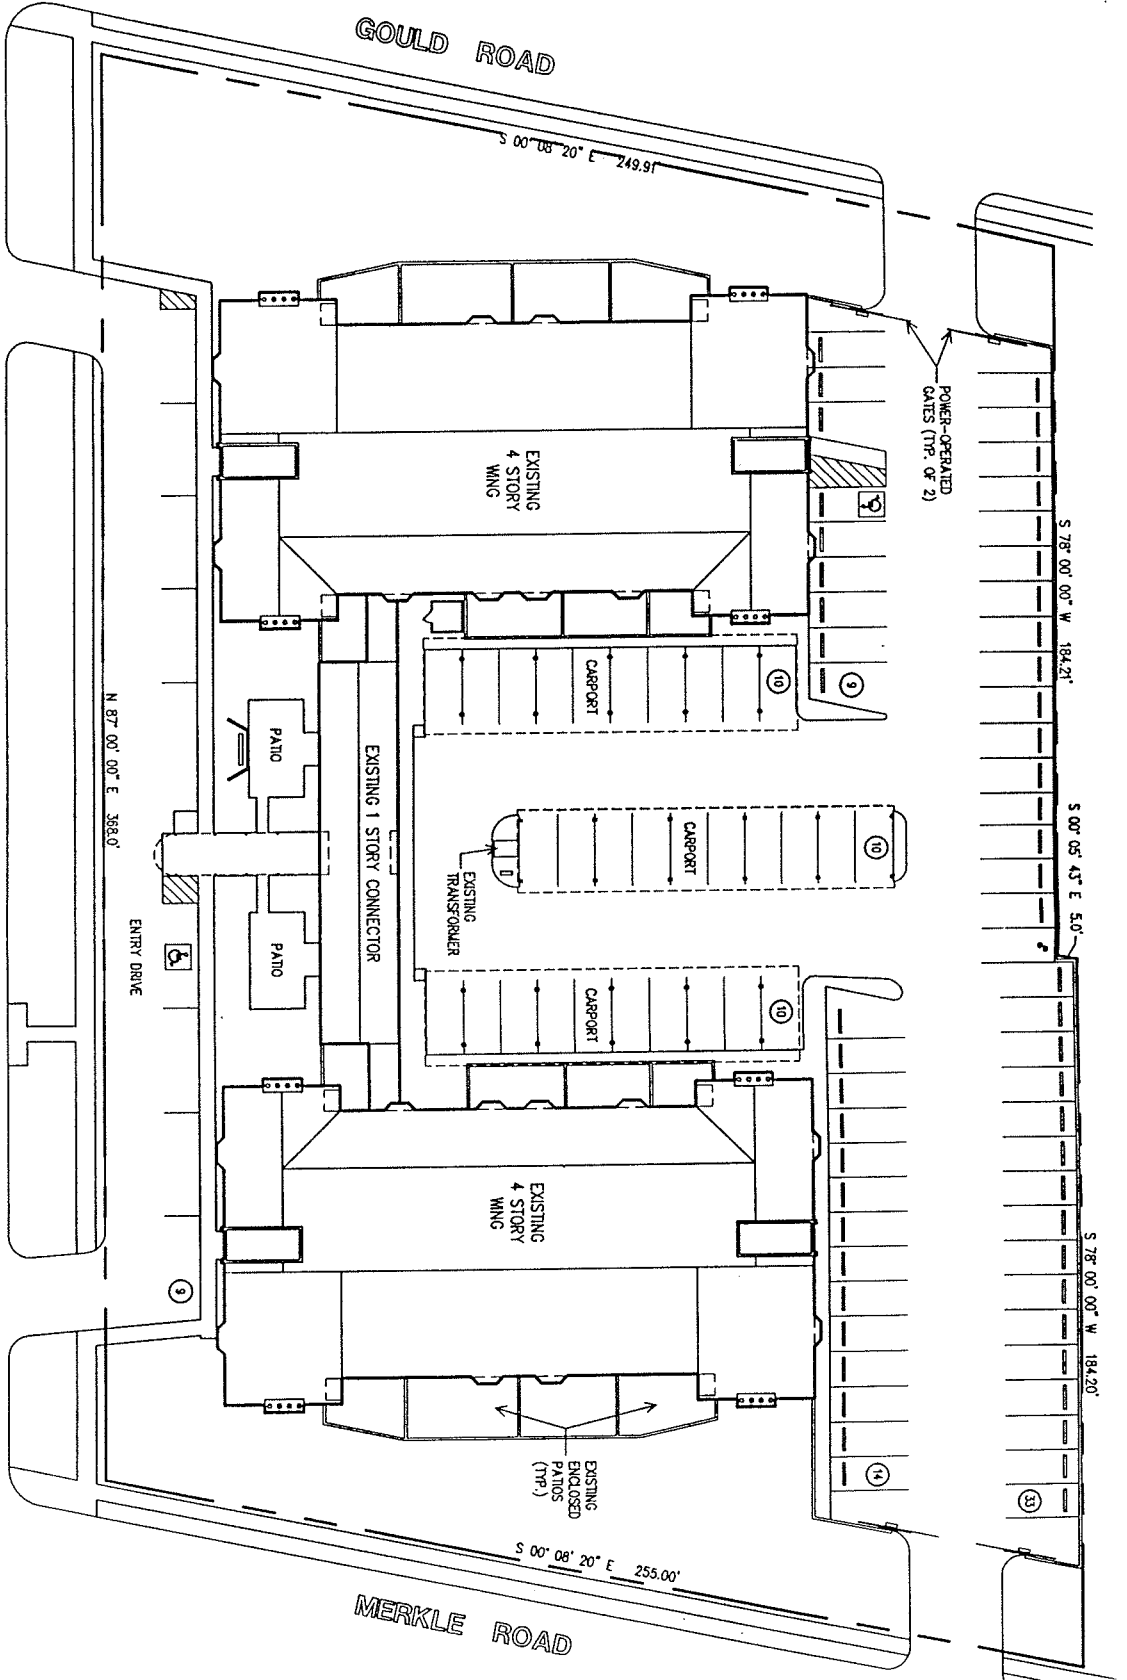 GOULD ROAD
S 00° 08' 20" E 249.91'
POWER-OPERATED
GATES (TYP. OF 2)
S 78° 00' 00" W 184.21'
EXISTING
4 STORY
WING
9
10
CARPORT
S 00° 05' 43" E 5.0'
N 87° 00' 00" E 368.0'
PATIO
EXISTING 1 STORY CONNECTOR
CARPORT
10
EXISTING
TRANSFORMER
PATIO
ENTRY DRIVE
CARPORT
10
EXISTING
4 STORY
WING
S 78° 00' 00" W 184.20'
9
14
33
EXISTING
ENCLOSED
PATIOS
(TYP.)
S 00° 08' 20" E 255.00'
MERKLE ROAD